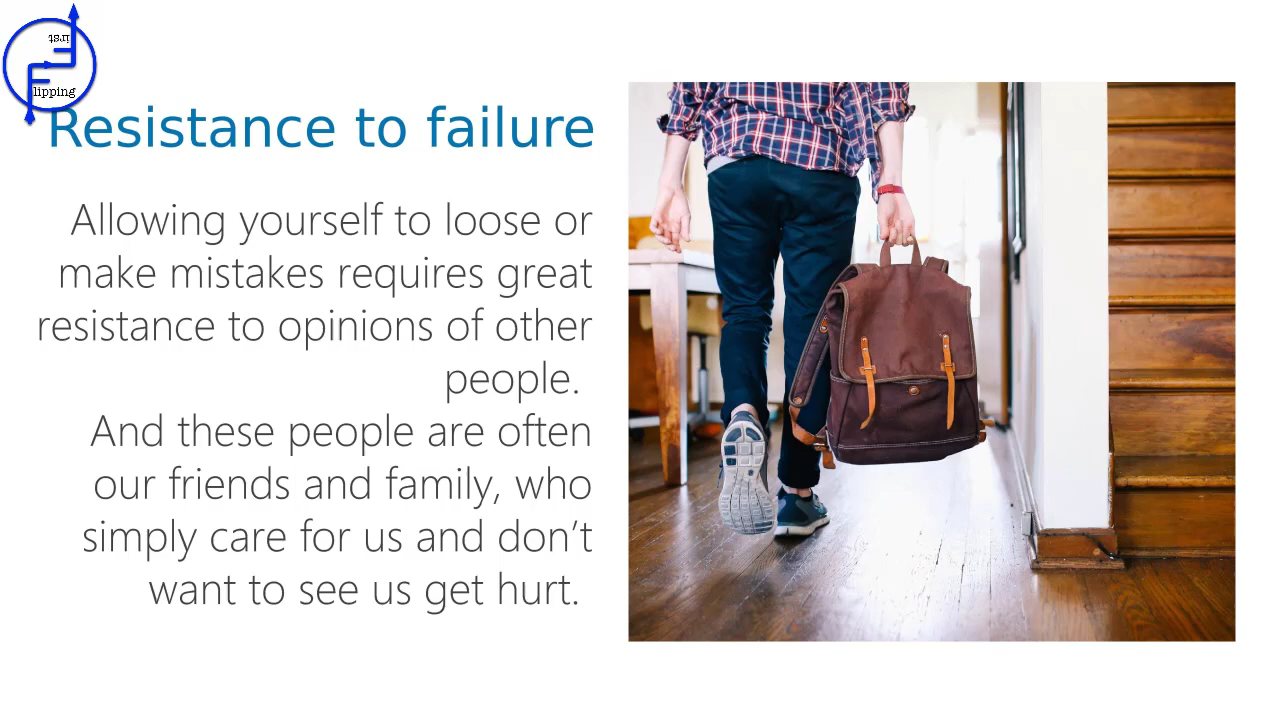 irst
lipping
Resistance to failure
Allowing yourself to loose or
make mistakes requires great
resistance to opinions of other
people.
And these people are often
our friends and family, who
simply care for us and don’t
want to see us get hurt.